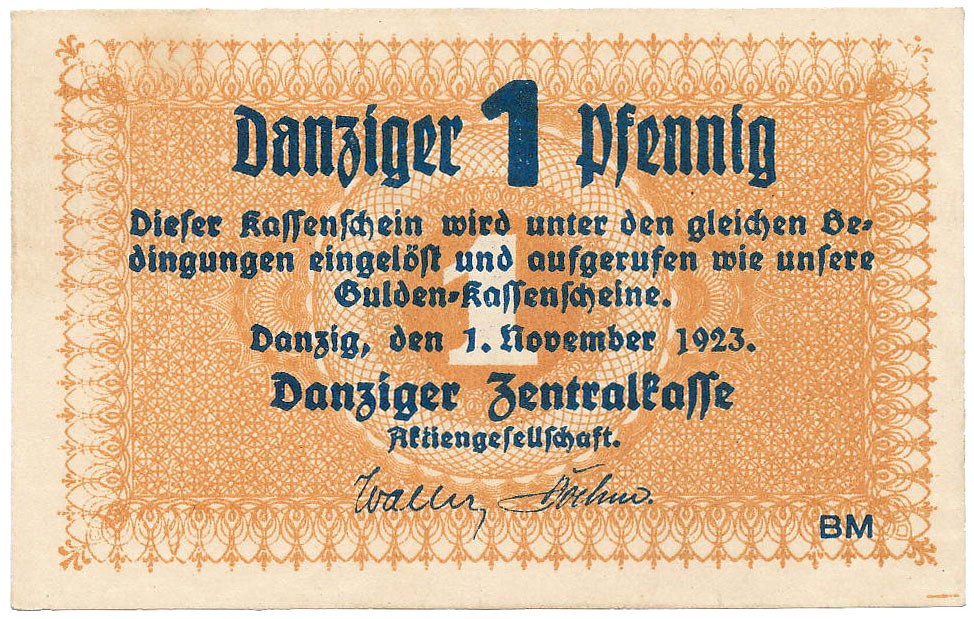 Danziger 1 Pfennig
Dieser Kassenschein wird unter den gleichen Be-
dingungen eingelöst und aufgerufen wie unsere
Gulden-Kassenscheine.
Danzig, den 1. November 1923.
Danziger Zentralkasse
Aktiengesellschaft.
1
BM